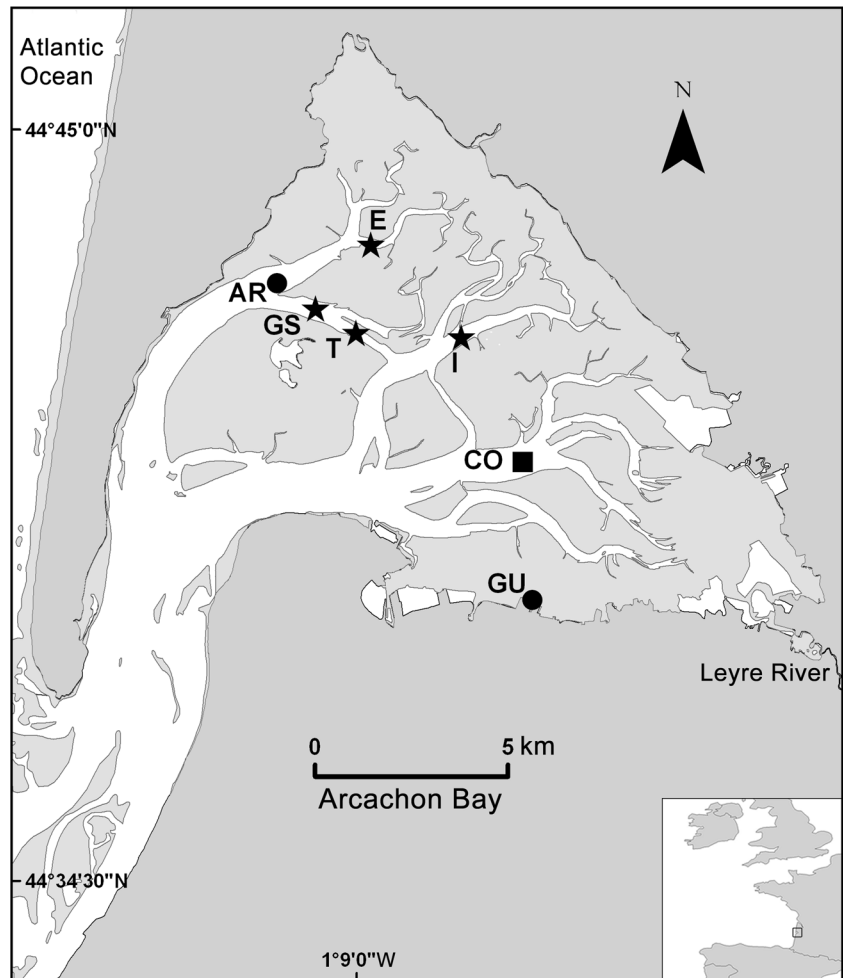 Atlantic
Ocean
N
44°45'0"N
E
AR
GS
T
I
CO
GU
Leyre River
0 5 km
Arcachon Bay
44°34'30"N
1°9'0"W